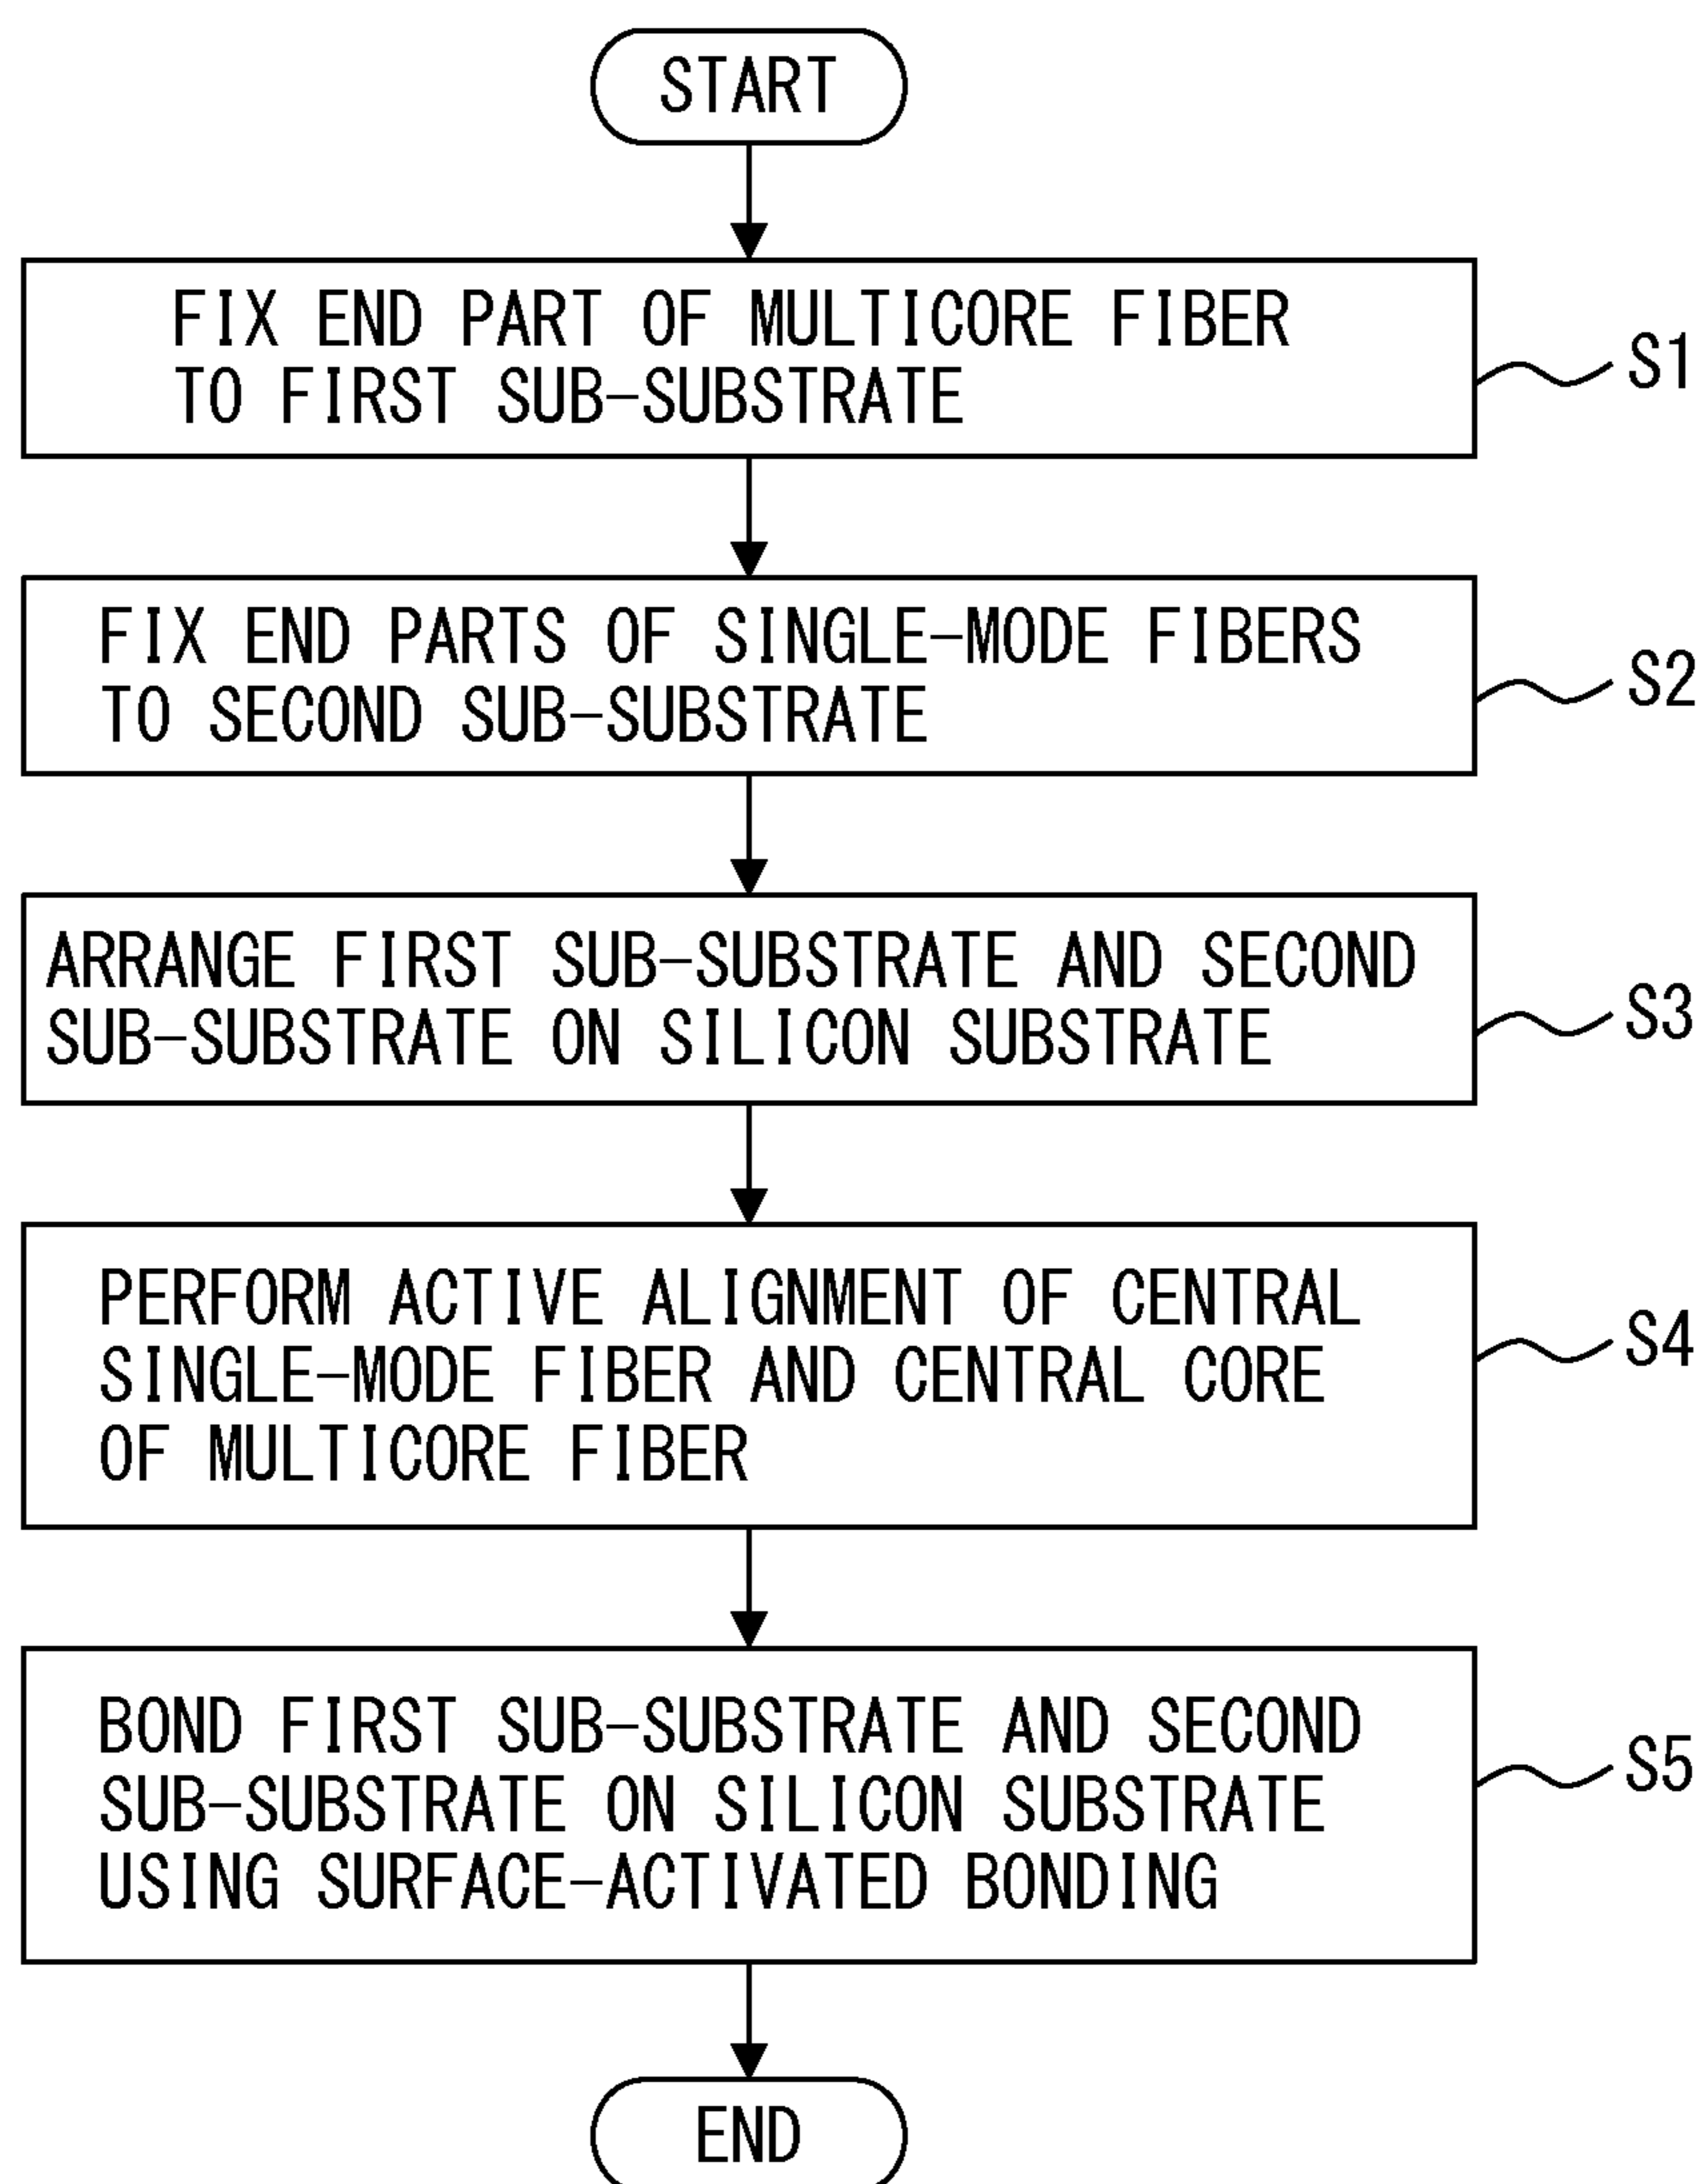 START
FIX END PART OF MULTICORE FIBER
TO FIRST SUB-SUBSTRATE
S1
FIX END PARTS OF SINGLE-MODE FIBERS
TO SECOND SUB-SUBSTRATE
S2
ARRANGE FIRST SUB-SUBSTRATE AND SECOND
SUB-SUBSTRATE ON SILICON SUBSTRATE
S3
PERFORM ACTIVE ALIGNMENT OF CENTRAL
SINGLE-MODE FIBER AND CENTRAL CORE
OF MULTICORE FIBER
S4
BOND FIRST SUB-SUBSTRATE AND SECOND
SUB-SUBSTRATE ON SILICON SUBSTRATE
USING SURFACE-ACTIVATED BONDING
S5
END